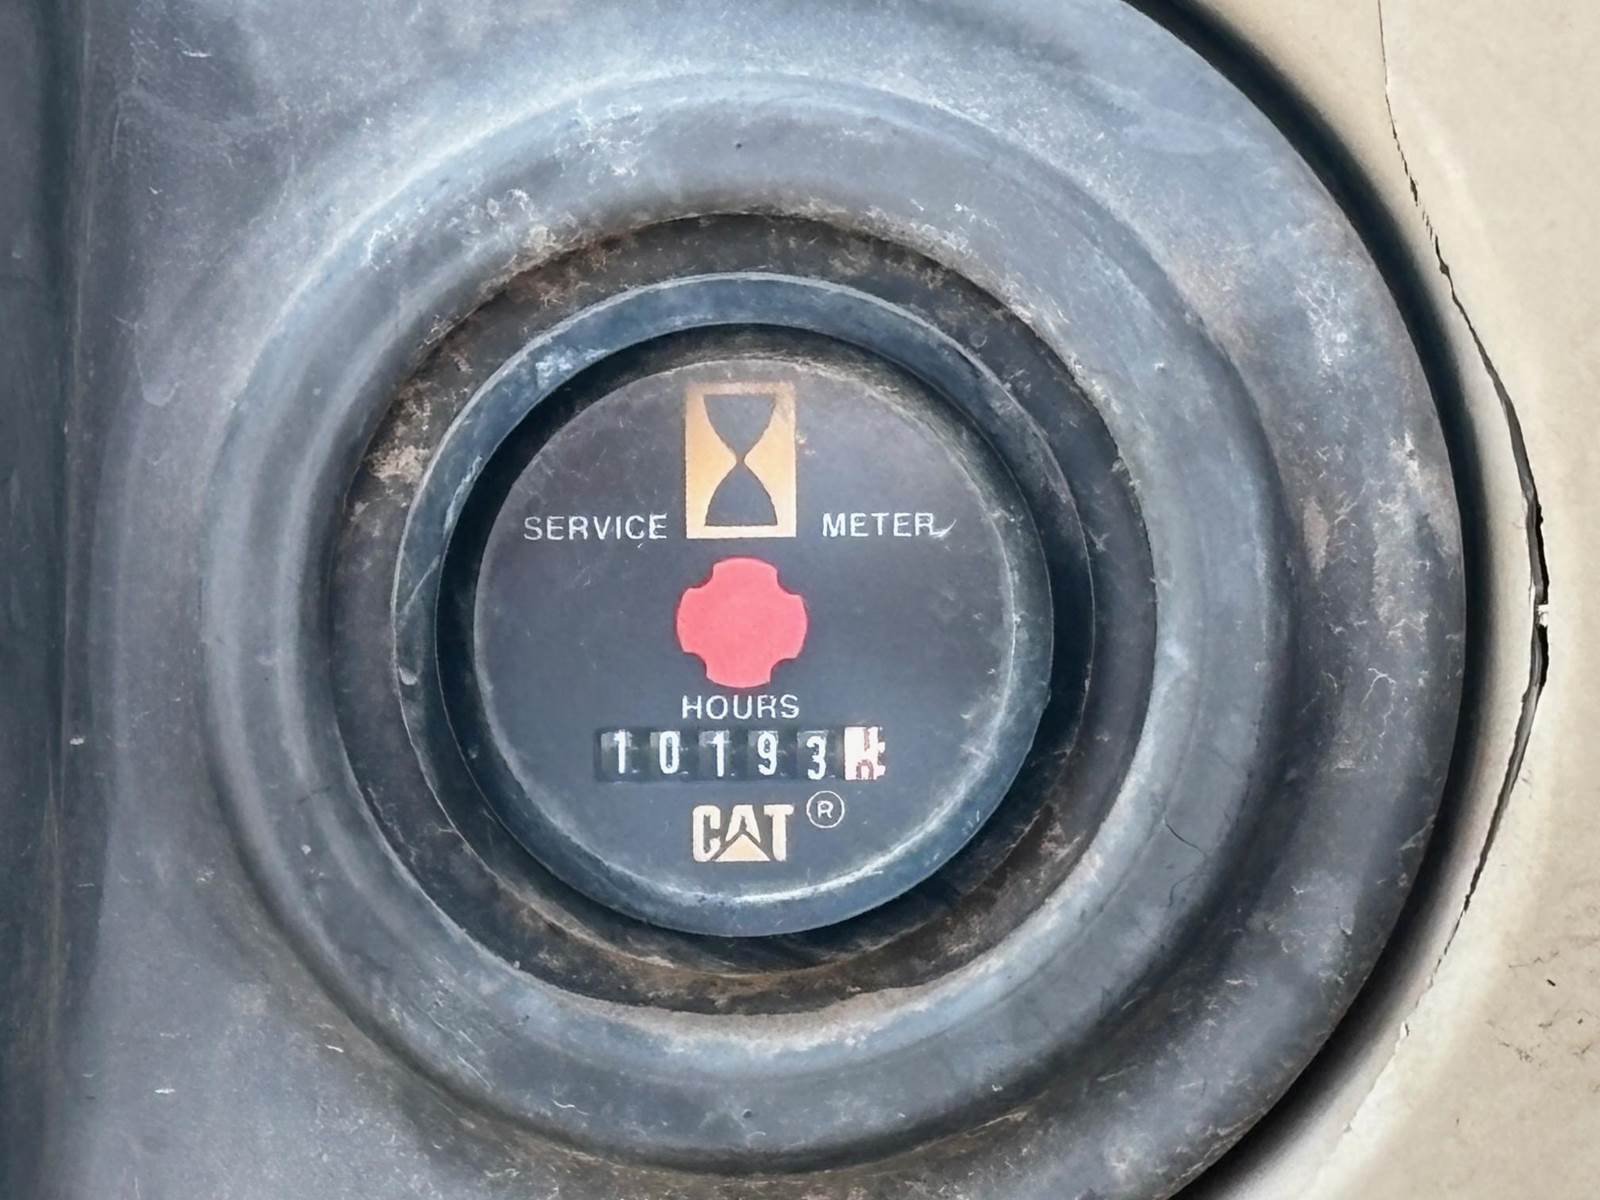 SERVICE METER
HOURS
10193
CAT ®